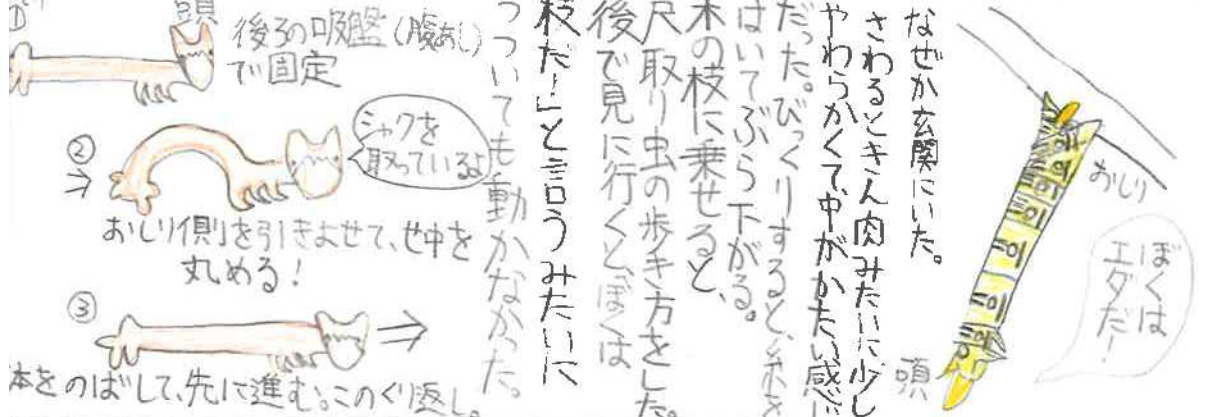 なぜか玄関にいた。
さわるときん肉みたいに少し
やわらかくて、中がかたい感じ
だった。びっくりすると、糸を
はいてぶら下がる。
木の枝に乗せると、
尺取り虫の歩き方をした。
後で見に行くと、「ぼくは
枝だ!」と言うみたいに
つついても動かなかった。
おしり
ぼくは
エダだ!
頭
①
頭
後ろの吸盤(腹あし)
で固定
②
シャクを
取っているよ
おしり側を引きよせて、せ中を
丸める!
③
体をのばして、先に進む。このくり返し。